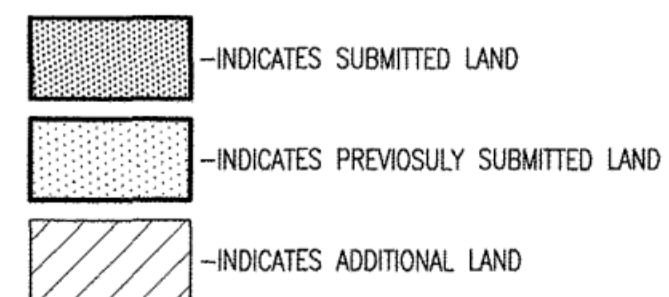 -INDICATES SUBMITTED LAND
-INDICATES PREVIOSULY SUBMITTED LAND
-INDICATES ADDITIONAL LAND